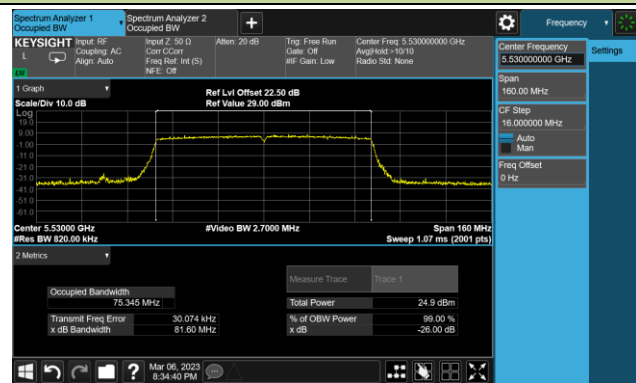 Spectrum Analyzer 1
Occupied BW
Spectrum Analyzer 2
Occupied BW
+
Frequency
KEYSIGHT
L
LW
Input: RF
Coupling: AC
Align: Auto
Input Z: 50 Ω
Corr CCorr
Freq Ref: Int (S)
NFE: Off
Atten: 20 dB
Trig: Free Run
Gate: Off
#IF Gain: Low
Center Freq: 5.530000000 GHz
Avg|Hold:>10/10
Radio Std: None
Center Frequency
5.530000000 GHz
Settings
Span
160.00 MHz
CF Step
16.000000 MHz
Auto
Man
Freq Offset
0 Hz
1 Graph
Scale/Div 10.0 dB
Ref Lvl Offset 22.50 dB
Ref Value 29.00 dBm
Log
19.0
9.00
-1.00
-11.0
-21.0
-31.0
-41.0
-51.0
-61.0
Center 5.53000 GHz
#Res BW 820.00 kHz
#Video BW 2.7000 MHz
Span 160 MHz
Sweep 1.07 ms (2001 pts)
2 Metrics
Measure Trace
Trace 1
Occupied Bandwidth
75.345 MHz
Total Power
24.9 dBm
Transmit Freq Error
30.074 kHz
% of OBW Power
99.00 %
x dB Bandwidth
81.60 MHz
x dB
-26.00 dB
?
Mar 06, 2023
8:34:40 PM